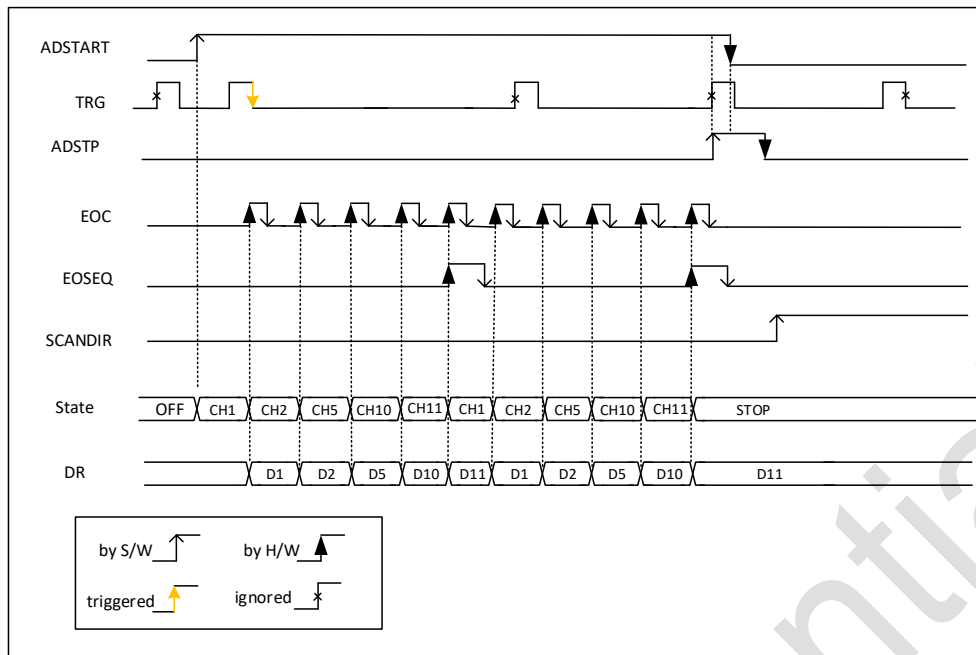 ADSTART
TRG
ADSTP
EOC
EOSEQ
SCANDIR
State OFF CH1 CH2 CH5 CH10 CH11 CH1 CH2 CH5 CH10 CH11 STOP
DR D1 D2 D5 D10 D11 D1 D2 D5 D10 D11
by S/W by H/W
triggered ignored